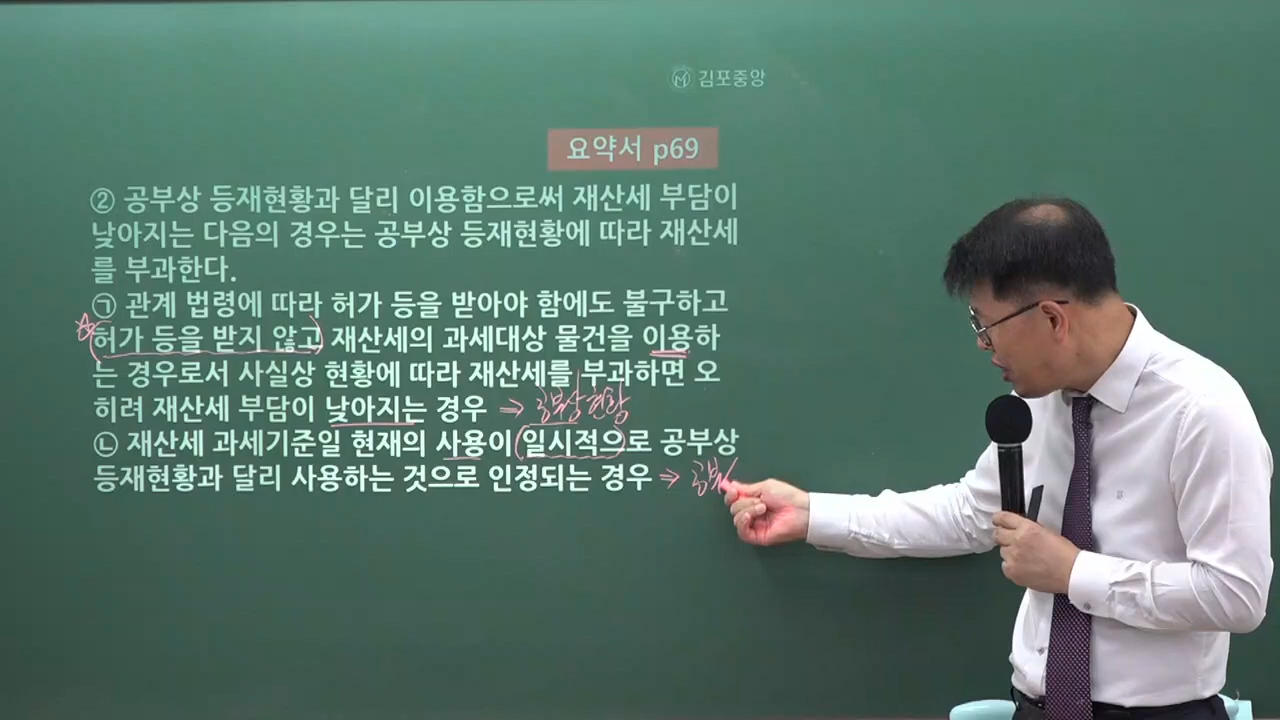 김포중앙
요약서 p69
② 공부상 등재현황과 달리 이용함으로써 재산세 부담이
낮아지는 다음의 경우는 공부상 등재현황에 따라 재산세
를 부과한다.
㉠ 관계 법령에 따라 허가 등을 받아야 함에도 불구하고
허가 등을 받지 않고 재산세의 과세대상 물건을 이용하
는 경우로서 사실상 현황에 따라 재산세를 부과하면 오
히려 재산세 부담이 낮아지는 경우 ⇒ 공부상 현황
㉡ 재산세 과세기준일 현재의 사용이 일시적으로 공부상
등재현황과 달리 사용하는 것으로 인정되는 경우 ⇒ 공부